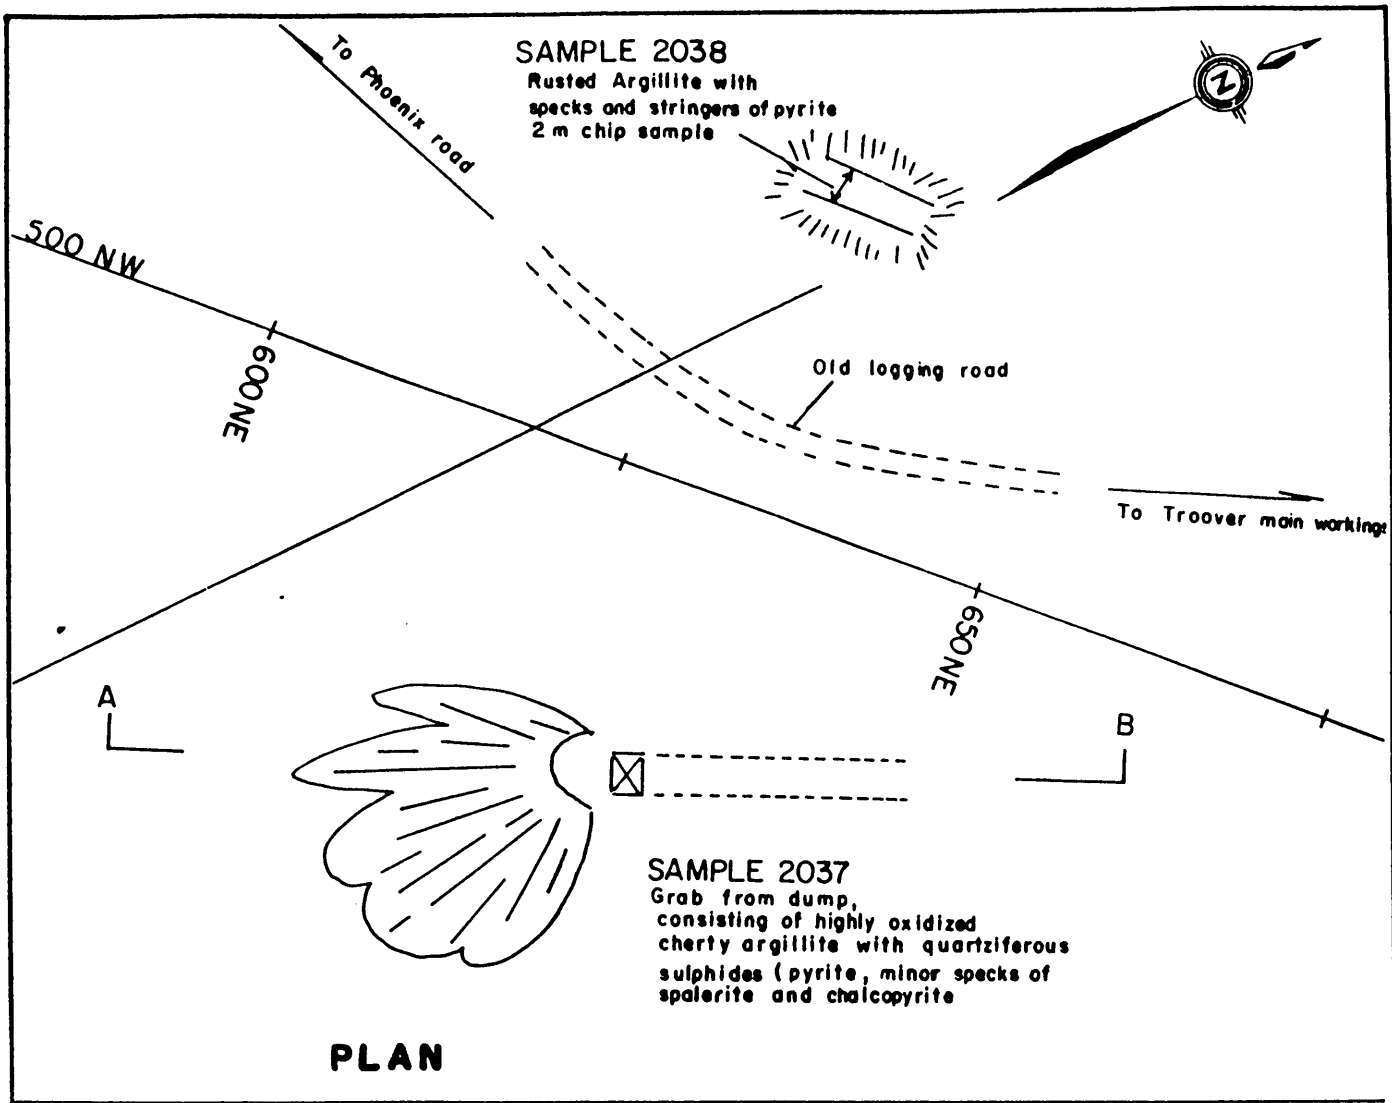 To Phoenix road
SAMPLE 2038
Rusted Argillite with
specks and stringers of pyrite
2 m chip sample
N
500 NW
600NE
Old logging road
To Troover main workings
650NE
A
B
SAMPLE 2037
Grab from dump,
consisting of highly oxidized
cherty argillite with quartziferous
sulphides (pyrite, minor specks of
spalerite and chalcopyrite
PLAN